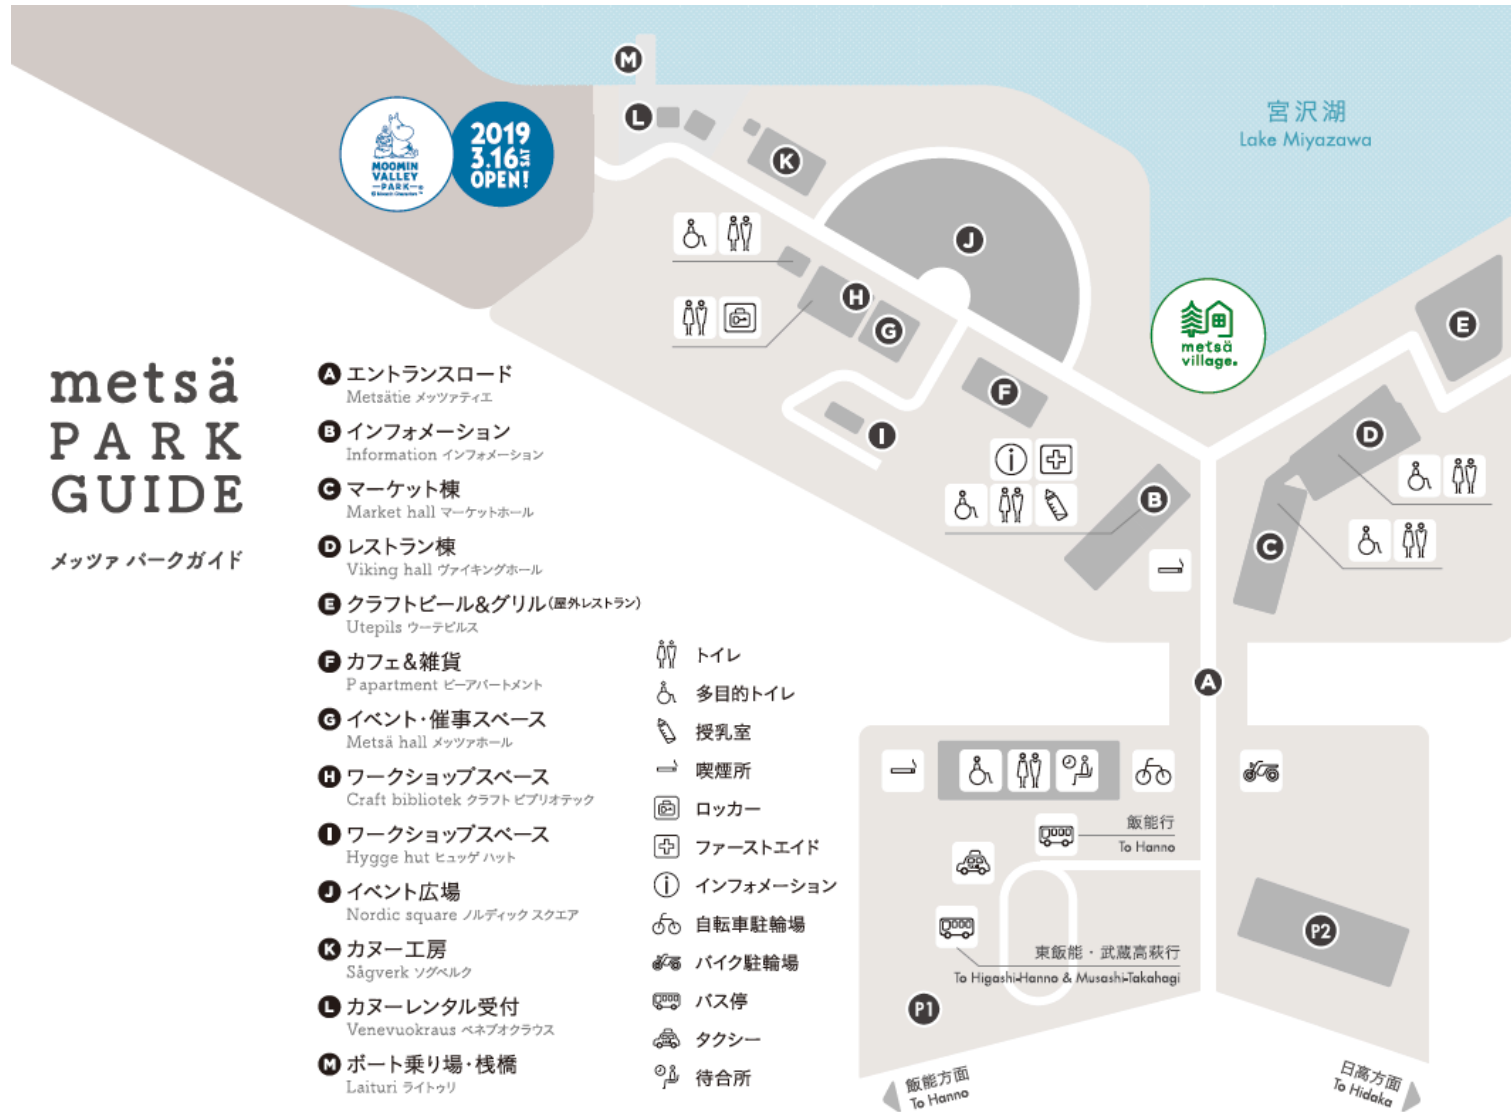 M
宮沢湖
Lake Miyazawa
L
MOOMIN
VALLEY
PARK
2019
3.16 SAT
OPEN!
K
J
H
G
E
metsä
village.
F
I
D
B
C
metsä
PARK
GUIDE
メッツァ パークガイド
A エントランスロード
Metsätie メッツァティエ
B インフォメーション
Information インフォメーション
C マーケット棟
Market hall マーケットホール
D レストラン棟
Viking hall ヴァイキングホール
E クラフトビール&グリル(屋外レストラン)
Utepils ウーテピルス
F カフェ&雑貨
P apartment ピーアパートメント
G イベント・催事スペース
Metsä hall メッツァホール
H ワークショップスペース
Craft bibliotek クラフト ビブリオテック
I ワークショップスペース
Hygge hut ヒュッゲ ハット
J イベント広場
Nordic square ノルディック スクエア
K カヌー工房
Sågverk ソグベルク
L カヌーレンタル受付
Venevuokraus ベネブオクラウス
M ボート乗り場・桟橋
Laituri ライトゥリ
トイレ
多目的トイレ
授乳室
喫煙所
ロッカー
ファーストエイド
インフォメーション
自転車駐輪場
バイク駐輪場
バス停
タクシー
待合所
A
飯能行
To Hanno
東飯能・武蔵高萩行
To Higashi-Hanno & Musashi-Takahagi
P1
P2
飯能方面
To Hanno
日高方面
To Hidaka